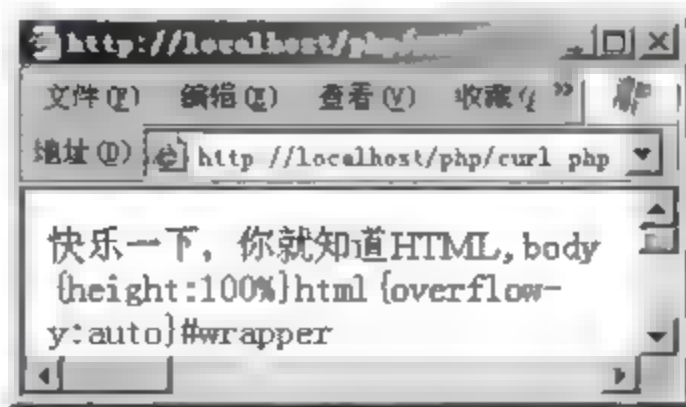 http://localhost/php/
文件(F) 编辑(E) 查看(V) 收藏( »
地址(D) http //localhost/php/curl php
快乐一下, 你就知道HTML,body
{height:100%}html{overflow-
y:auto}#wrapper